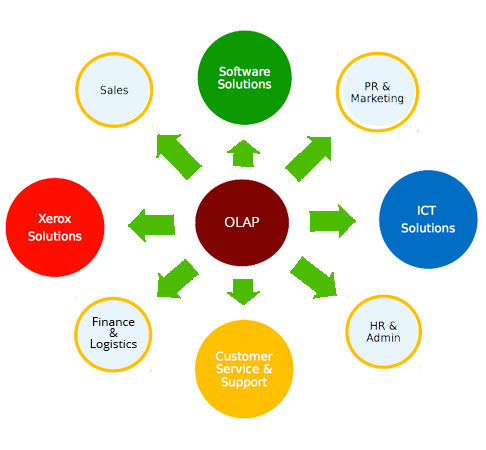 Software
Solutions
Sales
PR &
Marketing
Xerox
Solutions
OLAP
ICT
Solutions
Finance
&
Logistics
HR &
Admin
Customer
Service &
Support